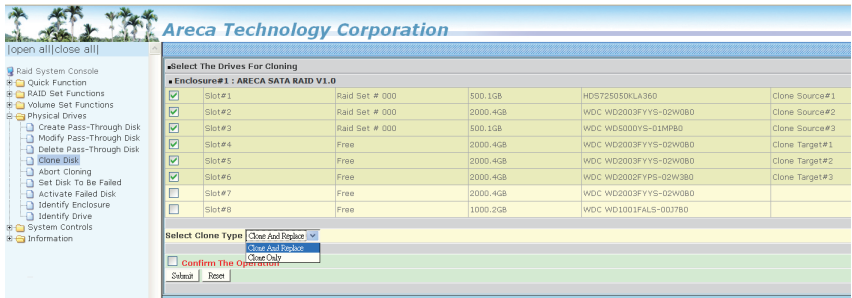 Areca Technology Corporation
|open all|close all|
Raid System Console
Quick Function
RAID Set Functions
Volume Set Functions
Physical Drives
Create Pass-Through Disk
Modify Pass-Through Disk
Delete Pass-Through Disk
Clone Disk
Abort Cloning
Set Disk To Be Failed
Activate Failed Disk
Identify Enclosure
Identify Drive
System Controls
Information
Select The Drives For Cloning
Enclosure#1 : ARECA SATA RAID V1.0
Slot#1 Raid Set # 000 500.1GB HDS725050KLA360 Clone Source#1
Slot#2 Raid Set # 000 2000.4GB WDC WD2003FYYS-02W0B0 Clone Source#2
Slot#3 Raid Set # 000 500.1GB WDC WD5000YS-01MPB0 Clone Source#3
Slot#4 Free 2000.4GB WDC WD2003FYYS-02W0B0 Clone Target#1
Slot#5 Free 2000.4GB WDC WD2003FYYS-02W0B0 Clone Target#2
Slot#6 Free 2000.4GB WDC WD2002FYPS-02W3B0 Clone Target#3
Slot#7 Free 2000.4GB WDC WD2003FYYS-02W0B0
Slot#8 Free 1000.2GB WDC WD1001FALS-00J7B0
Select Clone Type Clone And Replace
Clone And Replace
Clone Only
Confirm The Operation
Submit Reset